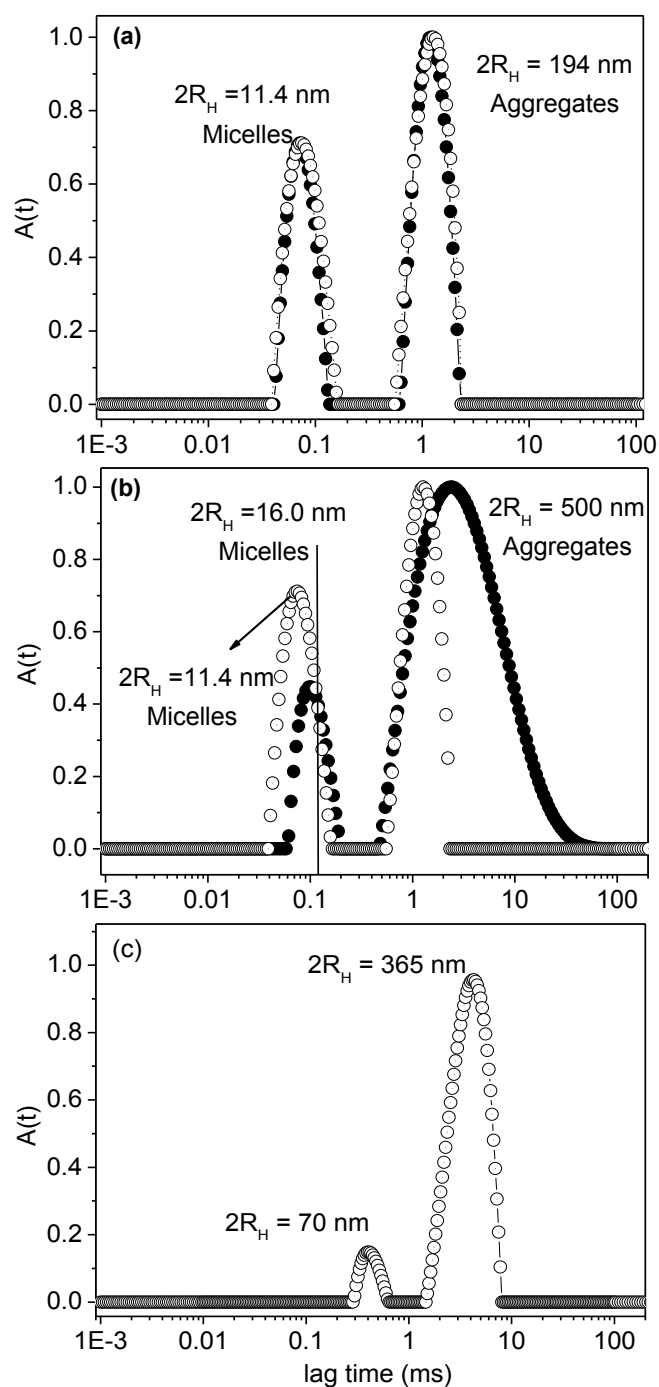 (a)
2R_H =11.4 nm
Micelles
2R_H = 194 nm
Aggregates
A(t)
1.0
0.8
0.6
0.4
0.2
0.0
1E-3 0.01 0.1 1 10 100
(b)
2R_H =16.0 nm
Micelles
2R_H = 500 nm
Aggregates
2R_H =11.4 nm
Micelles
A(t)
1.0
0.8
0.6
0.4
0.2
0.0
1E-3 0.01 0.1 1 10 100
(c)
2R_H = 365 nm
2R_H = 70 nm
A(t)
1.0
0.8
0.6
0.4
0.2
0.0
1E-3 0.01 0.1 1 10 100
lag time (ms)